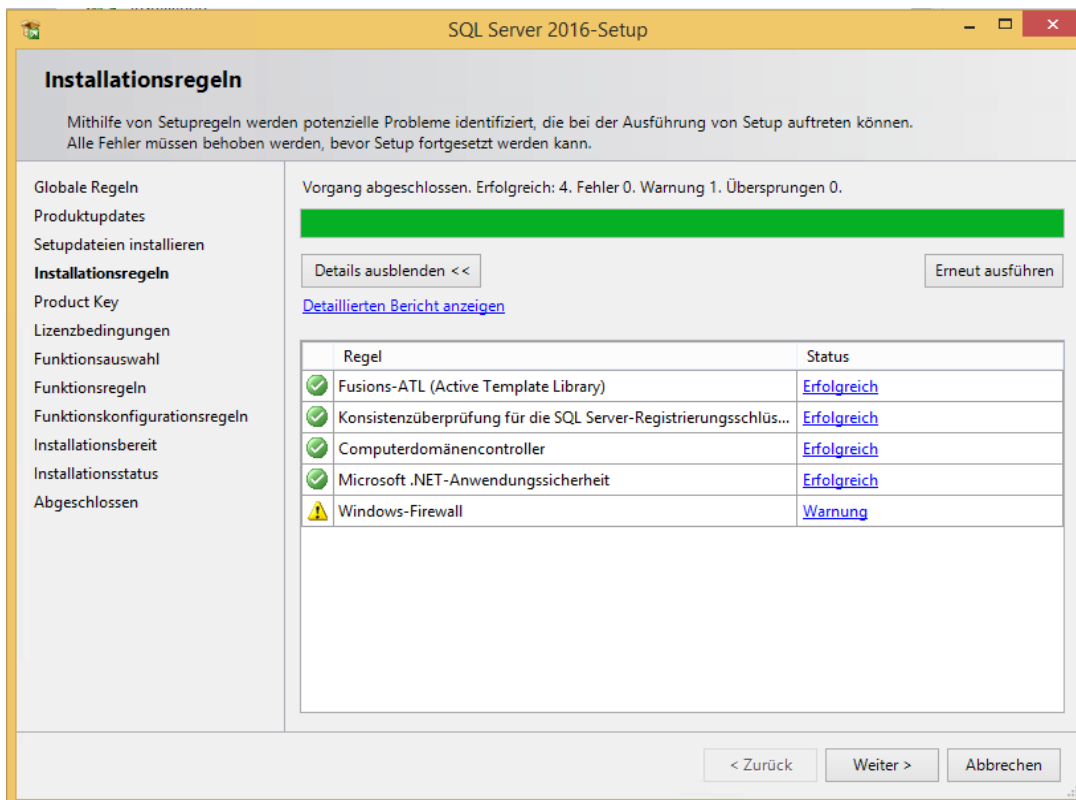 SQL Server 2016-Setup
Installationsregeln
Mithilfe von Setupregeln werden potenzielle Probleme identifiziert, die bei der Ausführung von Setup auftreten können.
Alle Fehler müssen behoben werden, bevor Setup fortgesetzt werden kann.
Globale Regeln
Produktupdates
Setupdateien installieren
Installationsregeln
Product Key
Lizenzbedingungen
Funktionsauswahl
Funktionsregeln
Funktionskonfigurationsregeln
Installationsbereit
Installationsstatus
Abgeschlossen
Vorgang abgeschlossen. Erfolgreich: 4. Fehler 0. Warnung 1. Übersprungen 0.
Details ausblenden <<
Erneut ausführen
Detaillierten Bericht anzeigen
Regel Status
Fusions-ATL (Active Template Library) Erfolgreich
Konsistenzüberprüfung für die SQL Server-Registrierungsschlüs... Erfolgreich
Computerdomänencontroller Erfolgreich
Microsoft .NET-Anwendungssicherheit Erfolgreich
Windows-Firewall Warnung
< Zurück
Weiter >
Abbrechen